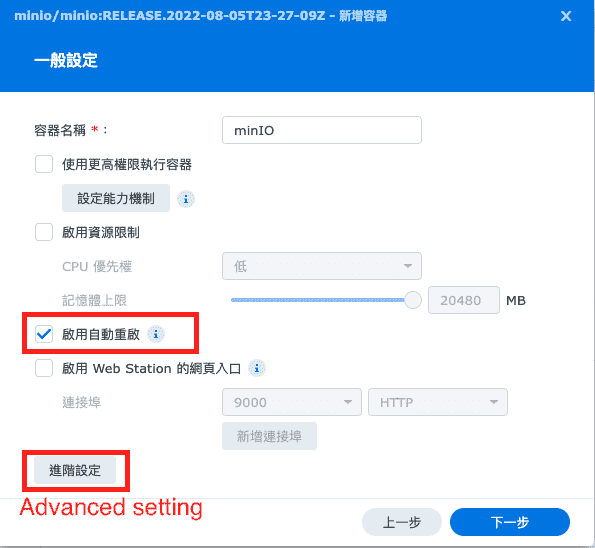 minio/minio:RELEASE.2022-08-05T23-27-09Z - 新增容器
一般設定
容器名稱 *： minIO
使用更高權限執行容器
設定能力機制 i
啟用資源限制
CPU 優先權 低
記憶體上限 20480 MB
啟用自動重啟 i
啟用 Web Station 的網頁入口 i
連接埠 9000 HTTP
新增連接埠
進階設定
Advanced setting
上一步 下一步